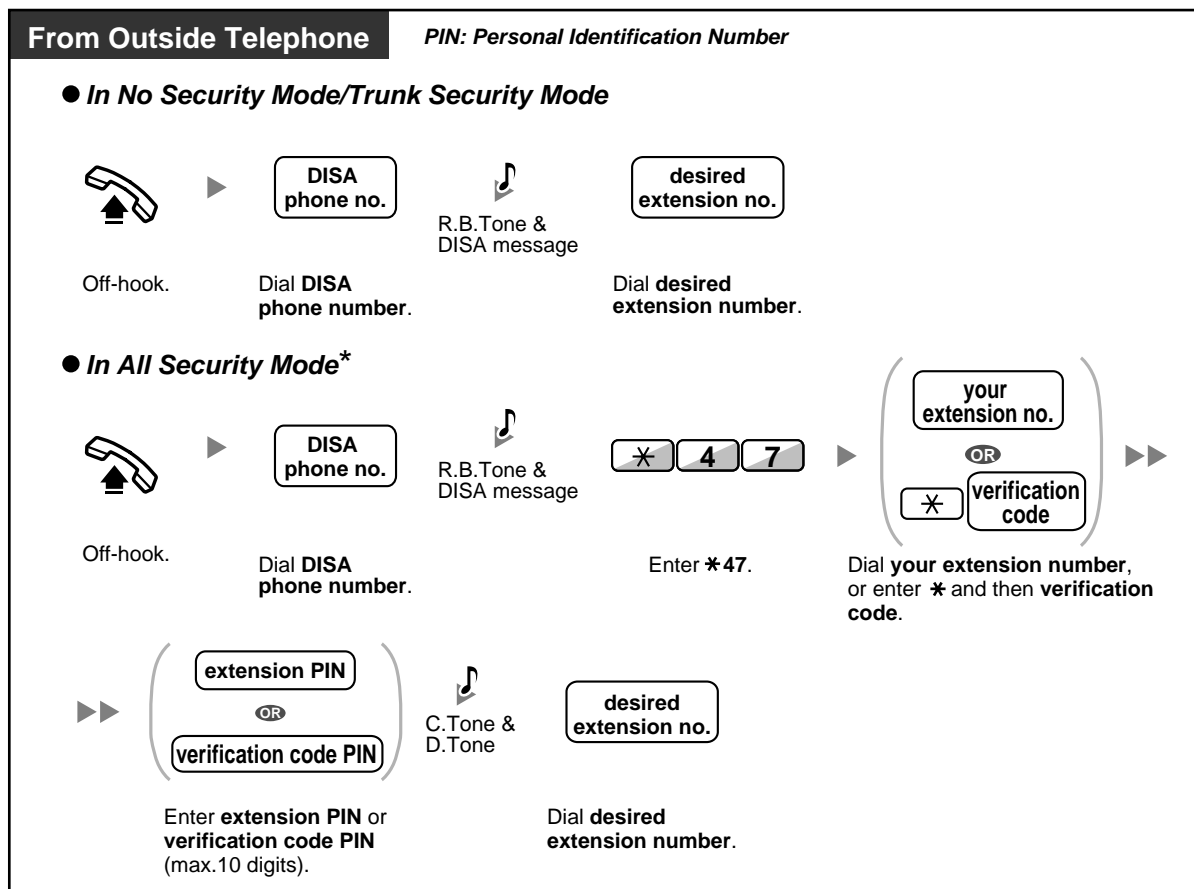 From Outside Telephone
PIN: Personal Identification Number
● In No Security Mode/Trunk Security Mode
DISA
phone no.
R.B.Tone &
DISA message
desired
extension no.
Off-hook.
Dial DISA
phone number.
Dial desired
extension number.
● In All Security Mode*
DISA
phone no.
R.B.Tone &
DISA message
* 4 7
your
extension no.
OR
* verification
code
Off-hook.
Dial DISA
phone number.
Enter *47.
Dial your extension number,
or enter * and then verification
code.
extension PIN
OR
verification code PIN
C.Tone &
D.Tone
desired
extension no.
Enter extension PIN or
verification code PIN
(max.10 digits).
Dial desired
extension number.